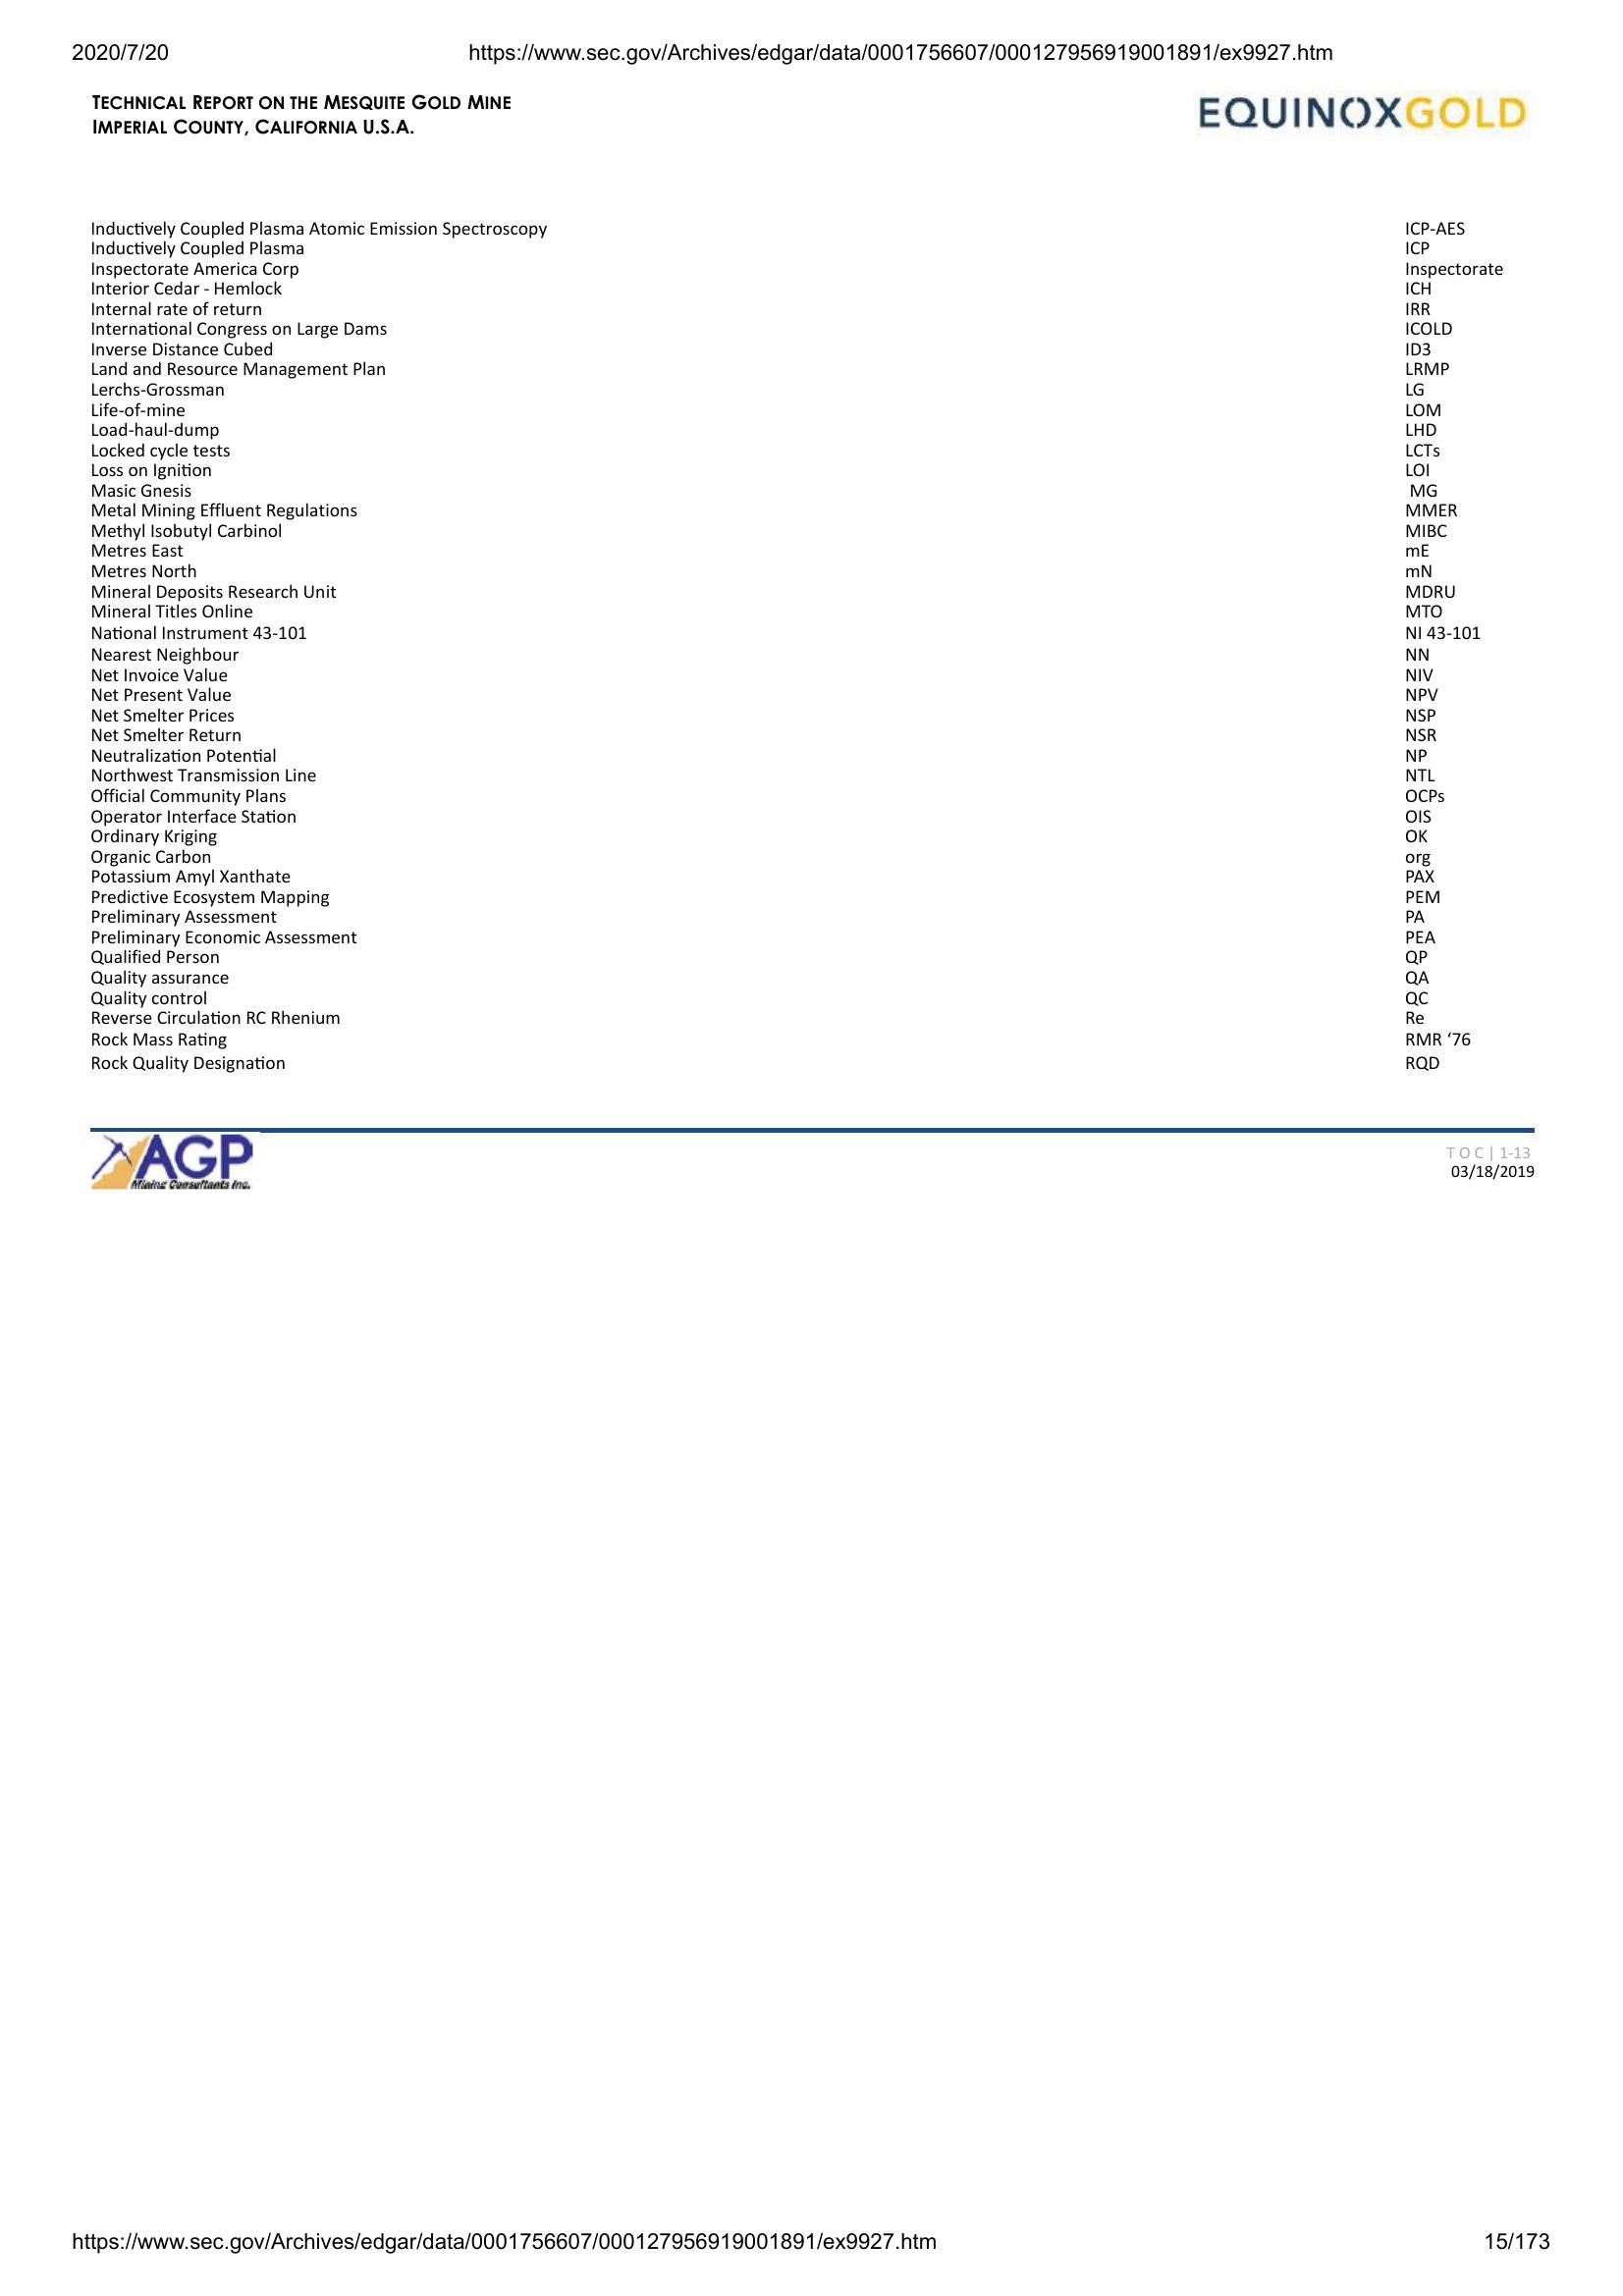 2020/7/20 https://www.sec.gov/Archives/edgar/data/0001756607/000127956919001891/ex9927.htm
TECHNICAL REPORT ON THE MESQUITE GOLD MINE
IMPERIAL COUNTY, CALIFORNIA U.S.A.
EQUINOXGOLD
Inductively Coupled Plasma Atomic Emission Spectroscopy ICP-AES
Inductively Coupled Plasma ICP
Inspectorate America Corp Inspectorate
Interior Cedar - Hemlock ICH
Internal rate of return IRR
International Congress on Large Dams ICOLD
Inverse Distance Cubed ID3
Land and Resource Management Plan LRMP
Lerchs-Grossman LG
Life-of-mine LOM
Load-haul-dump LHD
Locked cycle tests LCTs
Loss on Ignition LOI
Masic Gnesis MG
Metal Mining Effluent Regulations MMER
Methyl Isobutyl Carbinol MIBC
Metres East mE
Metres North mN
Mineral Deposits Research Unit MDRU
Mineral Titles Online MTO
National Instrument 43-101 NI 43-101
Nearest Neighbour NN
Net Invoice Value NIV
Net Present Value NPV
Net Smelter Prices NSP
Net Smelter Return NSR
Neutralization Potential NP
Northwest Transmission Line NTL
Official Community Plans OCPs
Operator Interface Station OIS
Ordinary Kriging OK
Organic Carbon org
Potassium Amyl Xanthate PAX
Predictive Ecosystem Mapping PEM
Preliminary Assessment PA
Preliminary Economic Assessment PEA
Qualified Person QP
Quality assurance QA
Quality control QC
Reverse Circulation RC Rhenium Re
Rock Mass Rating RMR ‘76
Rock Quality Designation RQD
AGP
Mining Consultants Inc.
T O C | 1-13
03/18/2019
https://www.sec.gov/Archives/edgar/data/0001756607/000127956919001891/ex9927.htm 15/173